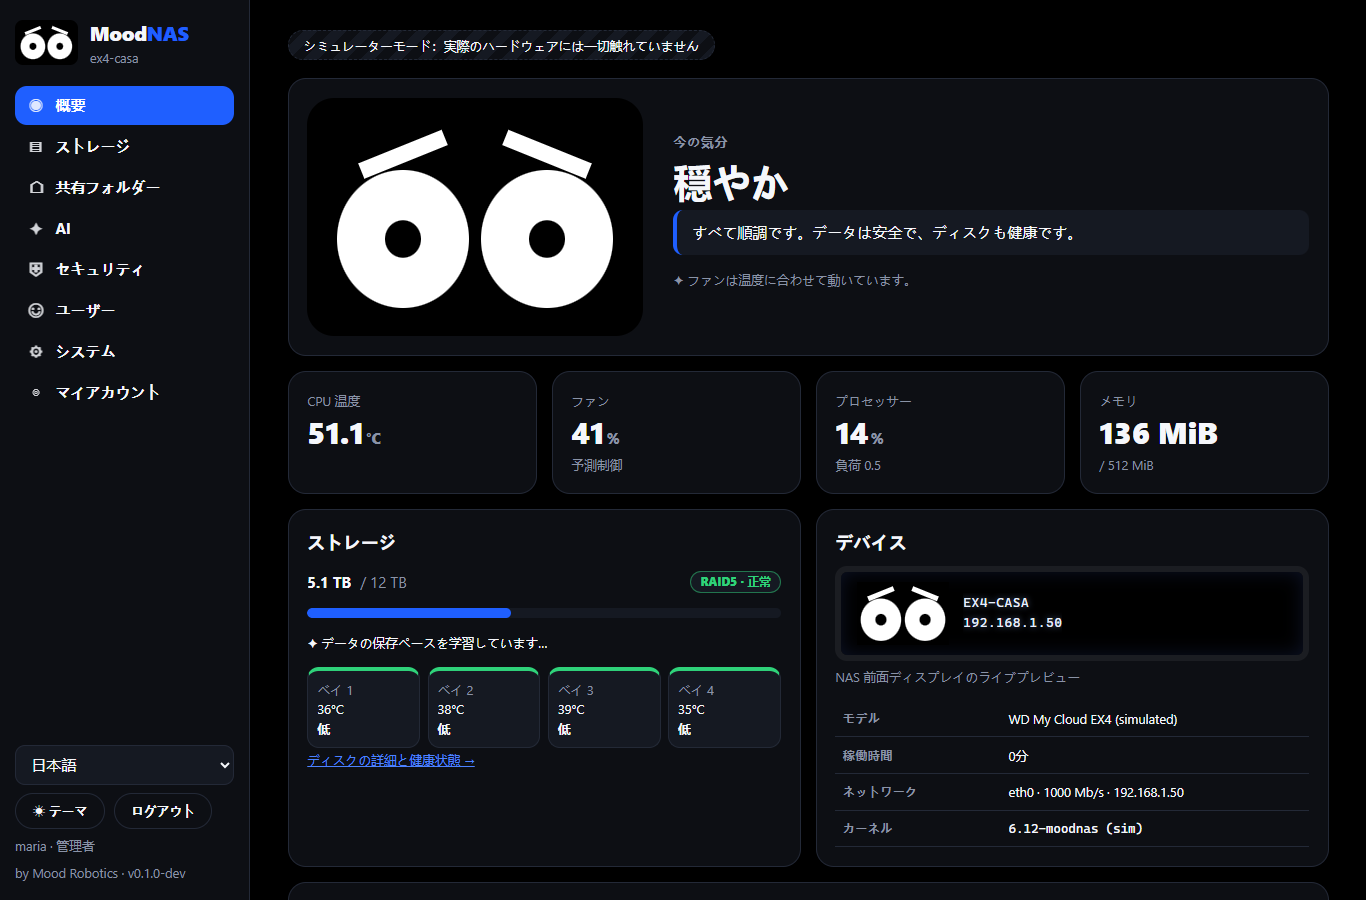 MoodNAS
ex4-casa
概要
ストレージ
共有フォルダー
AI
セキュリティ
ユーザー
システム
マイアカウント
日本語
テーマ
ログアウト
maria · 管理者
by Mood Robotics · v0.1.0-dev
シミュレーターモード: 実際のハードウェアには一切触れていません
今の気分
穏やか
すべて順調です。データは安全で、ディスクも健康です。
✦ ファンは温度に合わせて動いています。
CPU 温度
51.1 °C
ファン
41 %
予測制御
プロセッサー
14 %
負荷 0.5
メモリ
136 MiB
/ 512 MiB
ストレージ
5.1 TB / 12 TB
RAID5 · 正常
✦ データの保存ペースを学習しています…
ベイ 1
36°C
低
ベイ 2
38°C
低
ベイ 3
39°C
低
ベイ 4
35°C
低
ディスクの詳細と健康状態 →
デバイス
EX4-CASA
192.168.1.50
NAS 前面ディスプレイのライブプレビュー
モデル WD My Cloud EX4 (simulated)
稼働時間 0分
ネットワーク eth0 · 1000 Mb/s · 192.168.1.50
カーネル 6.12-moodnas (sim)